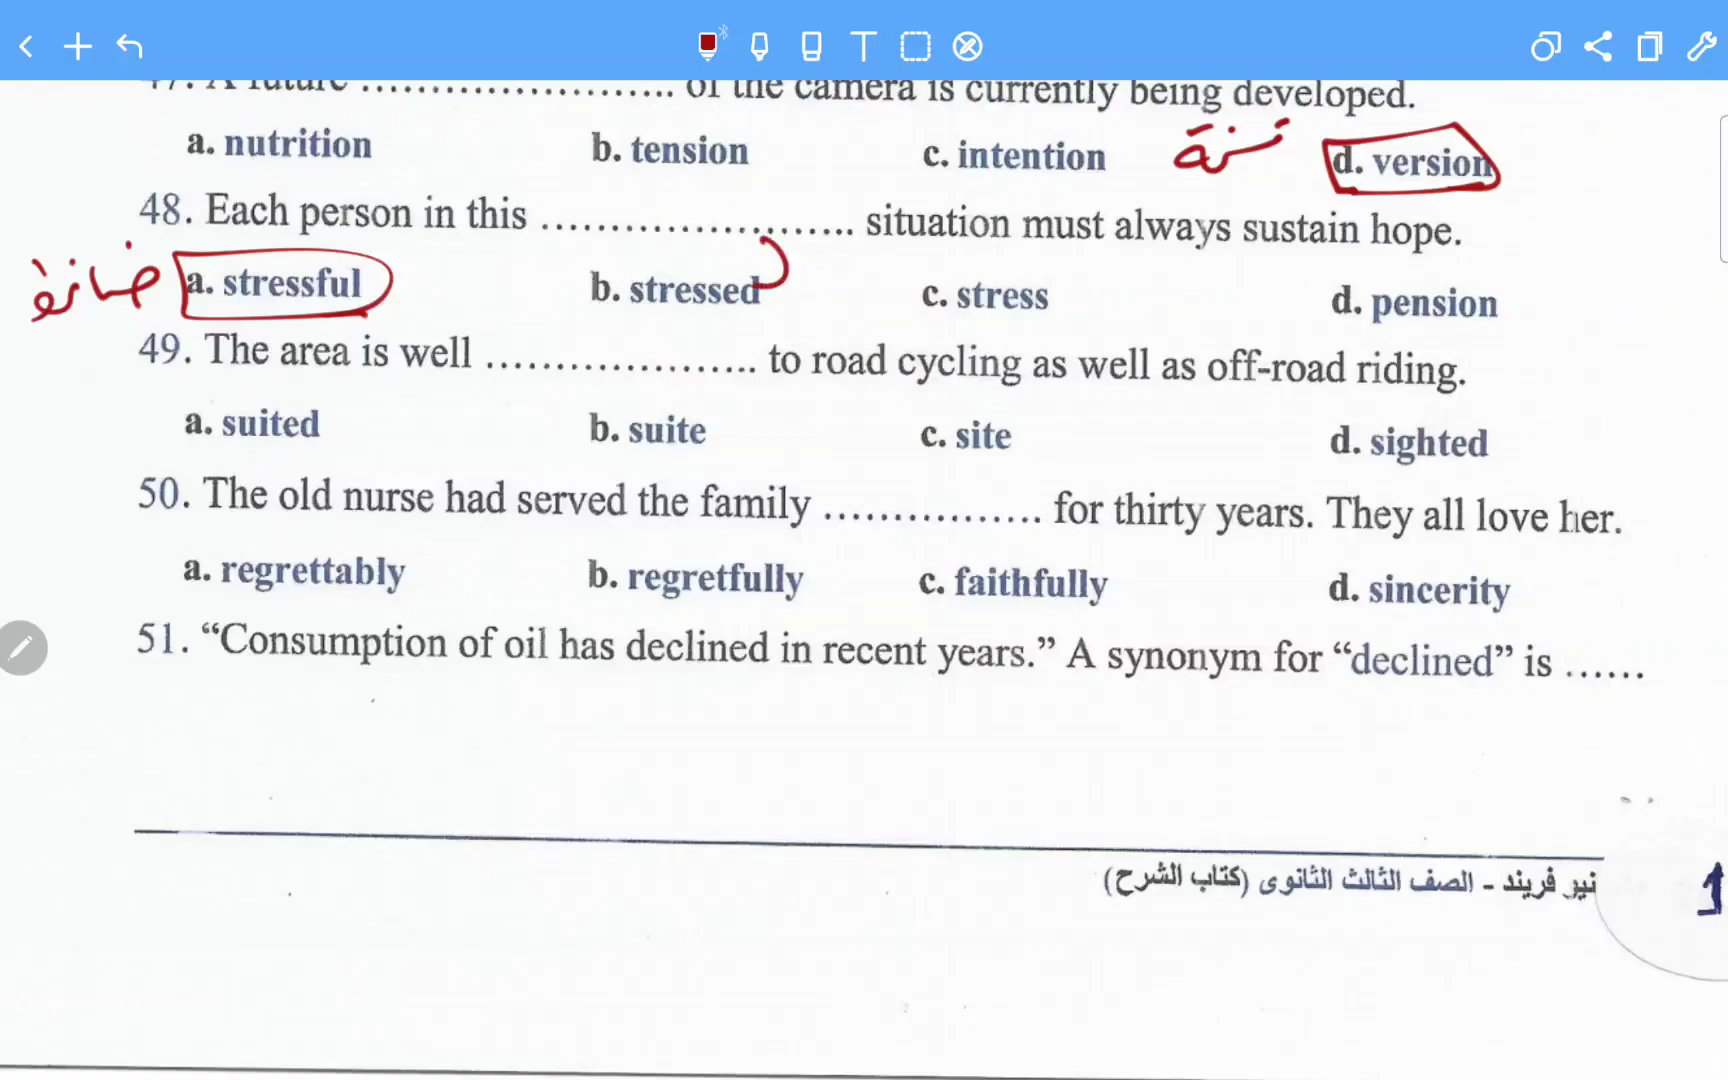 47. A future ........................ of the camera is currently being developed.
a. nutrition b. tension c. intention نسخة d. version
48. Each person in this ........................ situation must always sustain hope.
a. stressful b. stressed c. stress d. pension
49. The area is well .................... to road cycling as well as off-road riding.
a. suited b. suite c. site d. sighted
50. The old nurse had served the family ................ for thirty years. They all love her.
a. regrettably b. regretfully c. faithfully d. sincerity
51. “Consumption of oil has declined in recent years.” A synonym for “declined” is ......
نيو فريند - الصف الثالث الثانوى (كتاب الشرح)
1